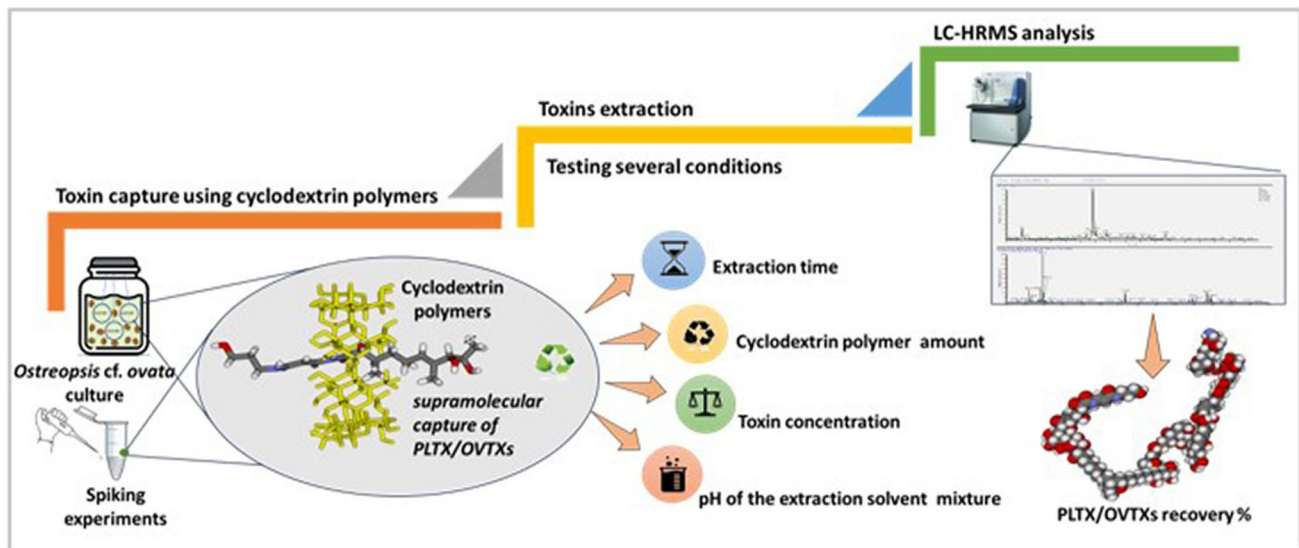 LC-HRMS analysis
Toxins extraction
Testing several conditions
Toxin capture using cyclodextrin polymers
Ostreopsis cf. ovata
culture
Spiking
experiments
Cyclodextrin
polymers
supramolecular
capture of
PLTX/OVTXs
Extraction time
Cyclodextrin polymer amount
Toxin concentration
pH of the extraction solvent mixture
PLTX/OVTXs recovery %